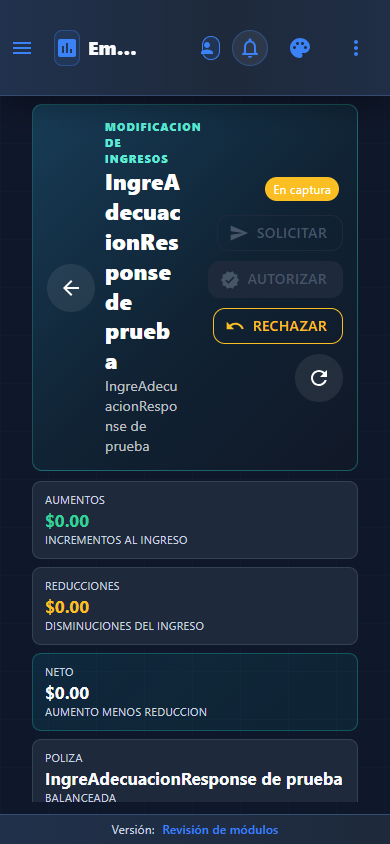 Em...
MODIFICACION
DE
INGRESOS
IngreA
decuac
ionRes
ponse
de
prueb
a
IngreAdecu
acionRespo
nse de
prueba
En captura
SOLICITAR
AUTORIZAR
RECHAZAR
AUMENTOS
$0.00
INCREMENTOS AL INGRESO
REDUCCIONES
$0.00
DISMINUCIONES DEL INGRESO
NETO
$0.00
AUMENTO MENOS REDUCCION
POLIZA
IngreAdecuacionResponse de prueba
BALANCEADA
Versión: Revisión de módulos